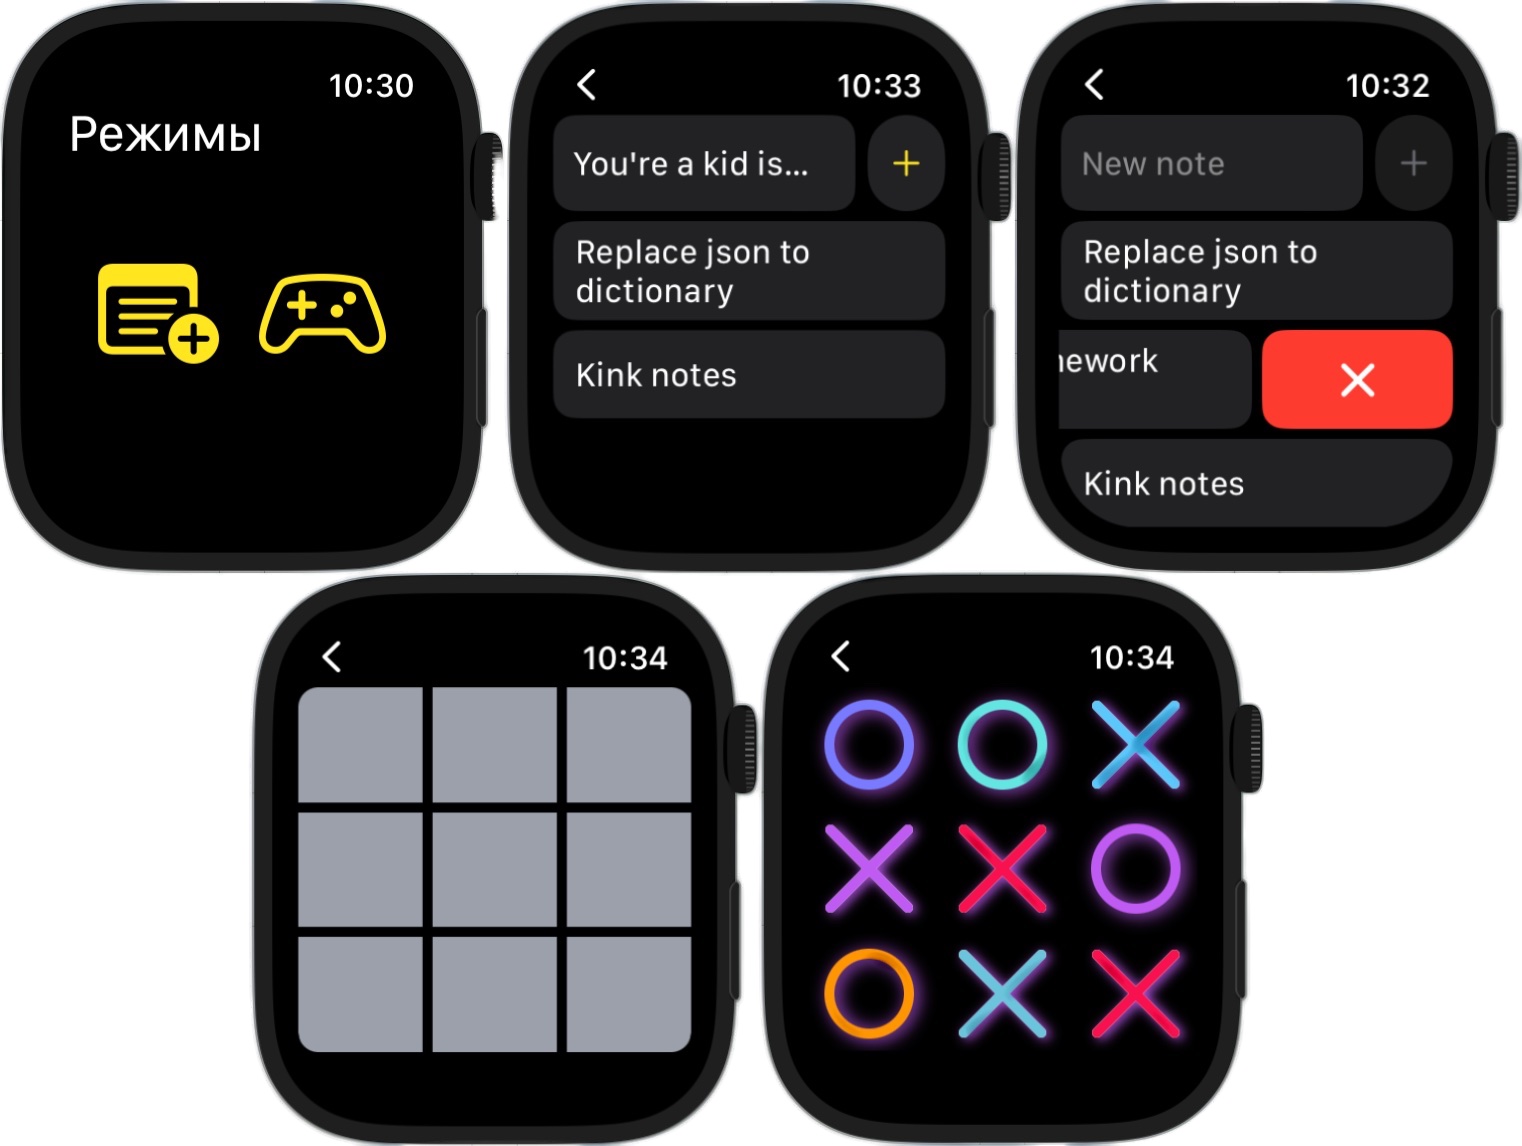 10:30
Режимы
10:33
You're a kid is...
Replace json to
dictionary
Kink notes
10:32
New note
Replace json to
dictionary
ework
Kink notes
10:34
10:34